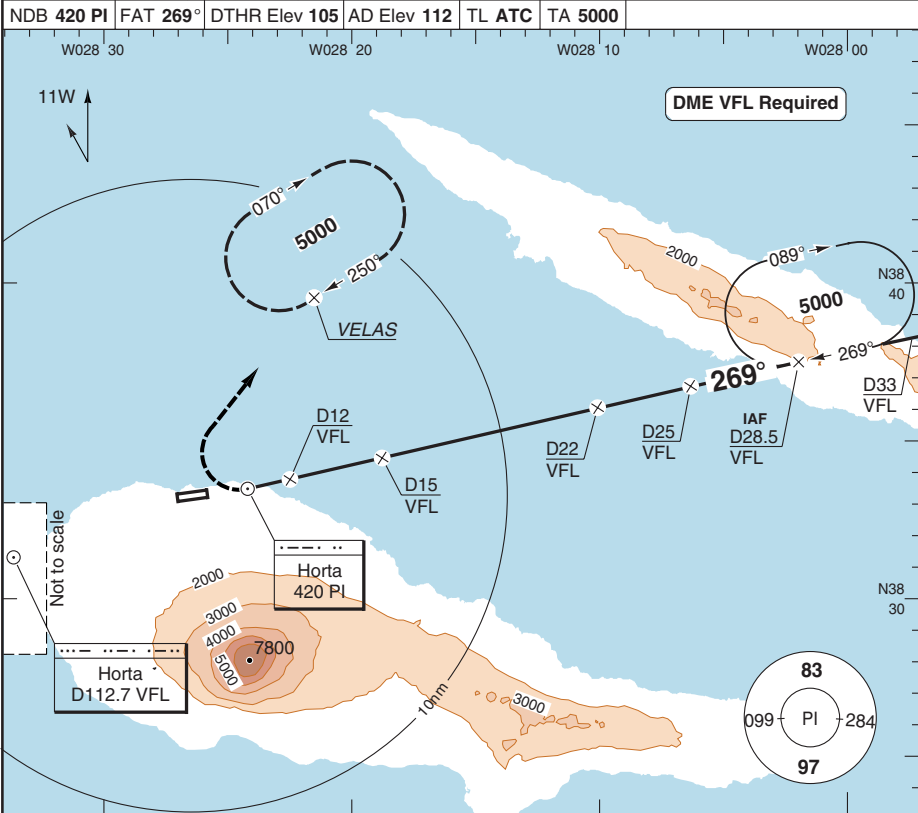 NDB 420 PI FAT 269° DTHR Elev 105 AD Elev 112 TL ATC TA 5000
W028 30
W028 20
W028 10
W028 00
11W
DME VFL Required
070°
5000
250°
VELAS
2000
089°
5000
N38
40
269°
269°
D33
VFL
IAF
D28.5
VFL
D25
VFL
D22
VFL
D15
VFL
D12
VFL
Not to scale
Horta
420 PI
N38
30
2000
3000
4000
5000
7800
Horta
D112.7 VFL
3000
10nm
83
099 PI 284
97